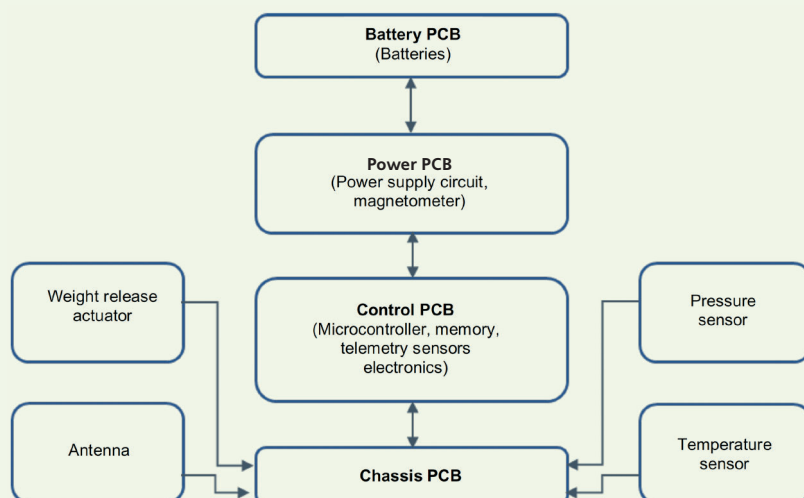 Battery PCB
(Batteries)
Power PCB
(Power supply circuit,
magnetometer)
Weight release
actuator
Control PCB
(Microcontroller, memory,
telemetry sensors
electronics)
Pressure
sensor
Antenna
Chassis PCB
Temperature
sensor